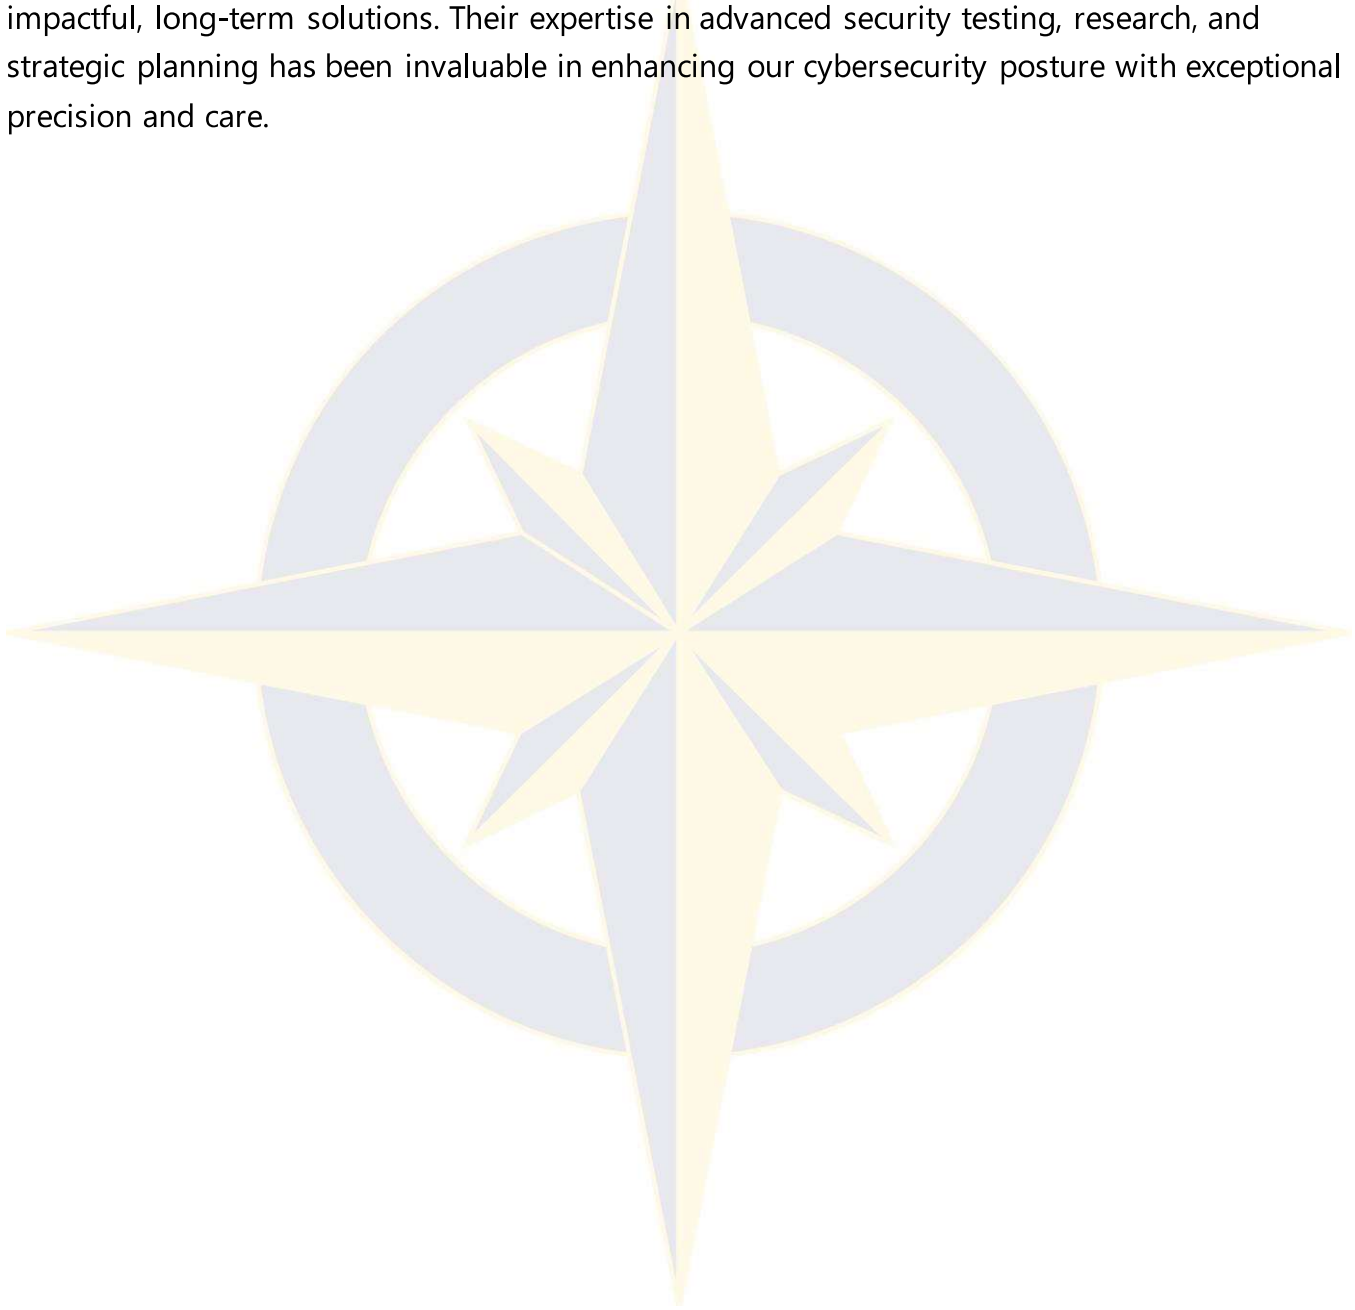 impactful, long-term solutions. Their expertise in advanced security testing, research, and
strategic planning has been invaluable in enhancing our cybersecurity posture with exceptional
precision and care.